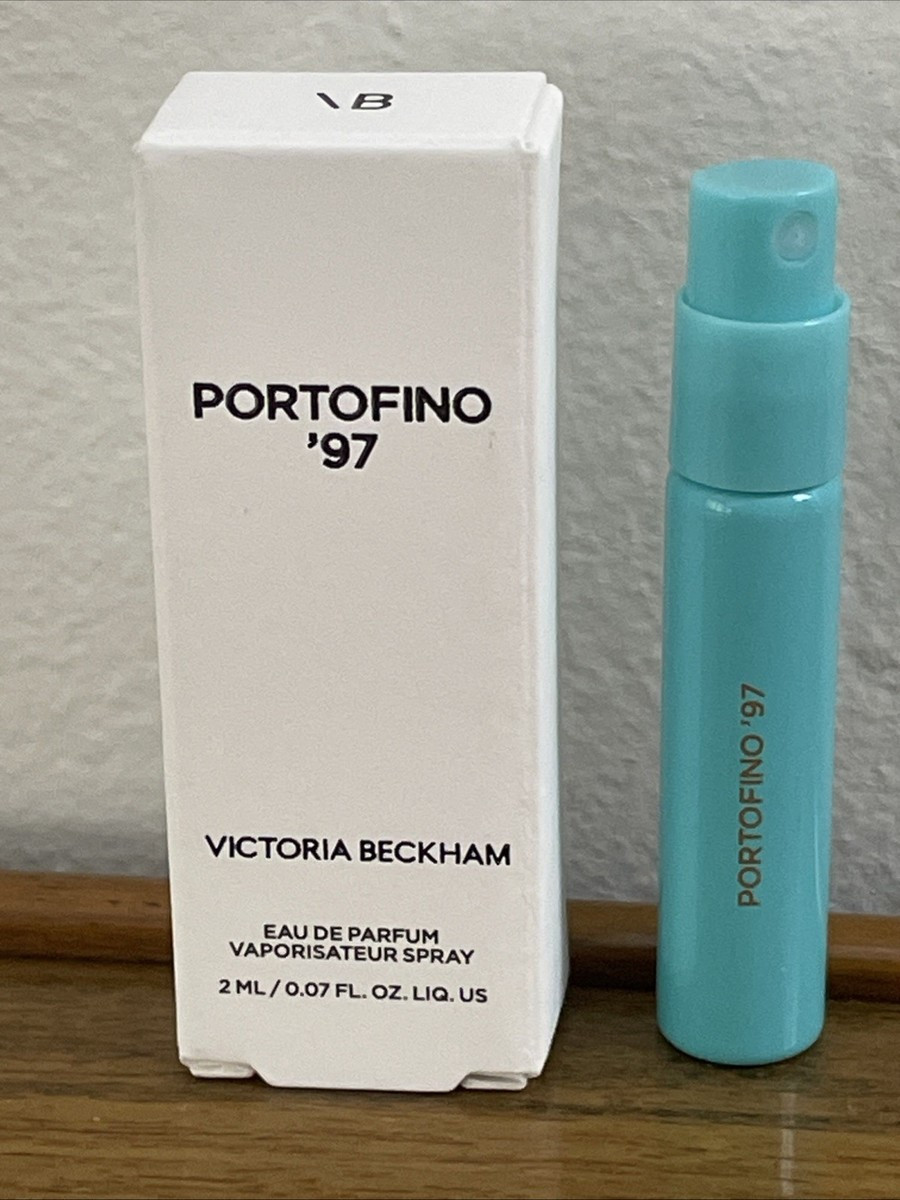 \B
PORTOFINO
'97
VICTORIA BECKHAM
EAU DE PARFUM
VAPORISATEUR SPRAY
2 ML / 0.07 FL. OZ. LIQ. US
PORTOFINO '97